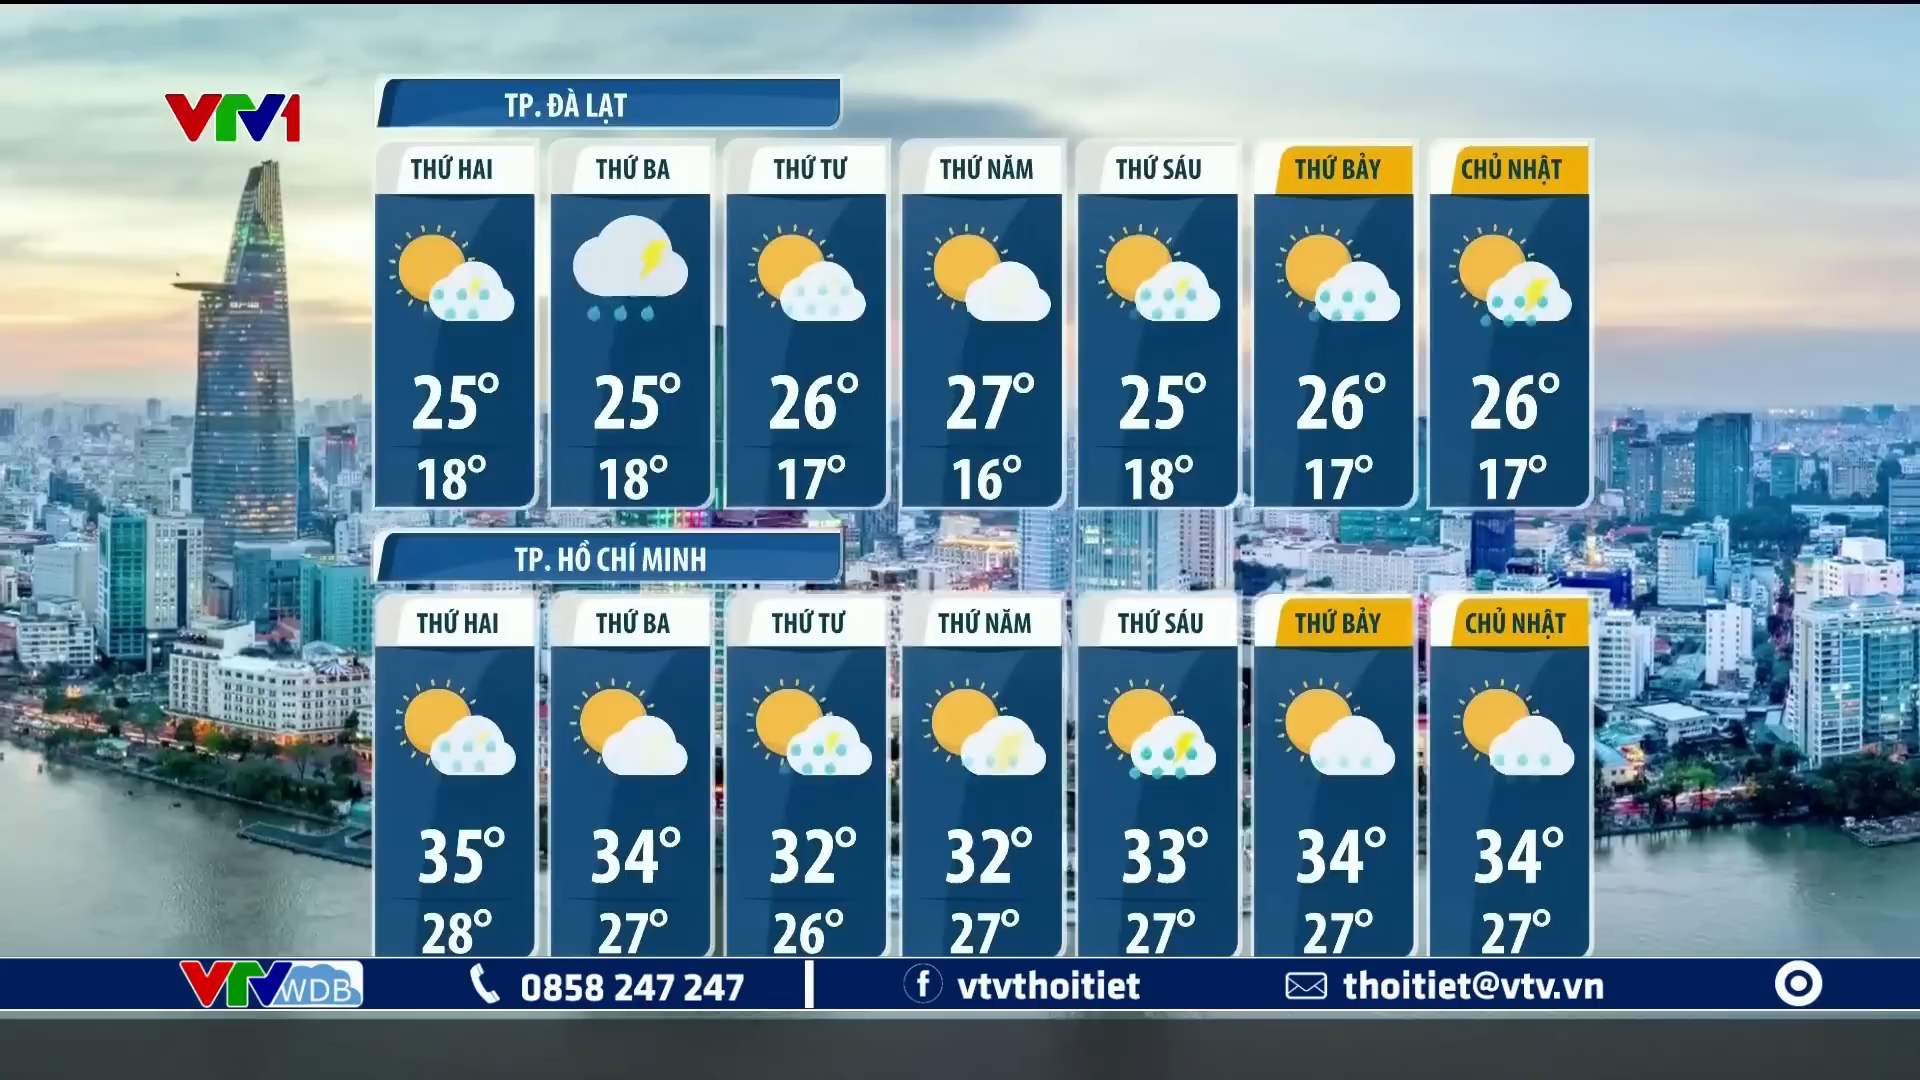 VTV1
TP. ĐÀ LẠT
THỨ HAI THỨ BA THỨ TƯ THỨ NĂM THỨ SÁU THỨ BẢY CHỦ NHẬT
25° 25° 26° 27° 25° 26° 26°
18° 18° 17° 16° 18° 17° 17°
TP. HỒ CHÍ MINH
THỨ HAI THỨ BA THỨ TƯ THỨ NĂM THỨ SÁU THỨ BẢY CHỦ NHẬT
35° 34° 32° 32° 33° 34° 34°
28° 27° 26° 27° 27° 27° 27°
VTV WDB 0858 247 247 vtvthoitiet thoitiet@vtv.vn